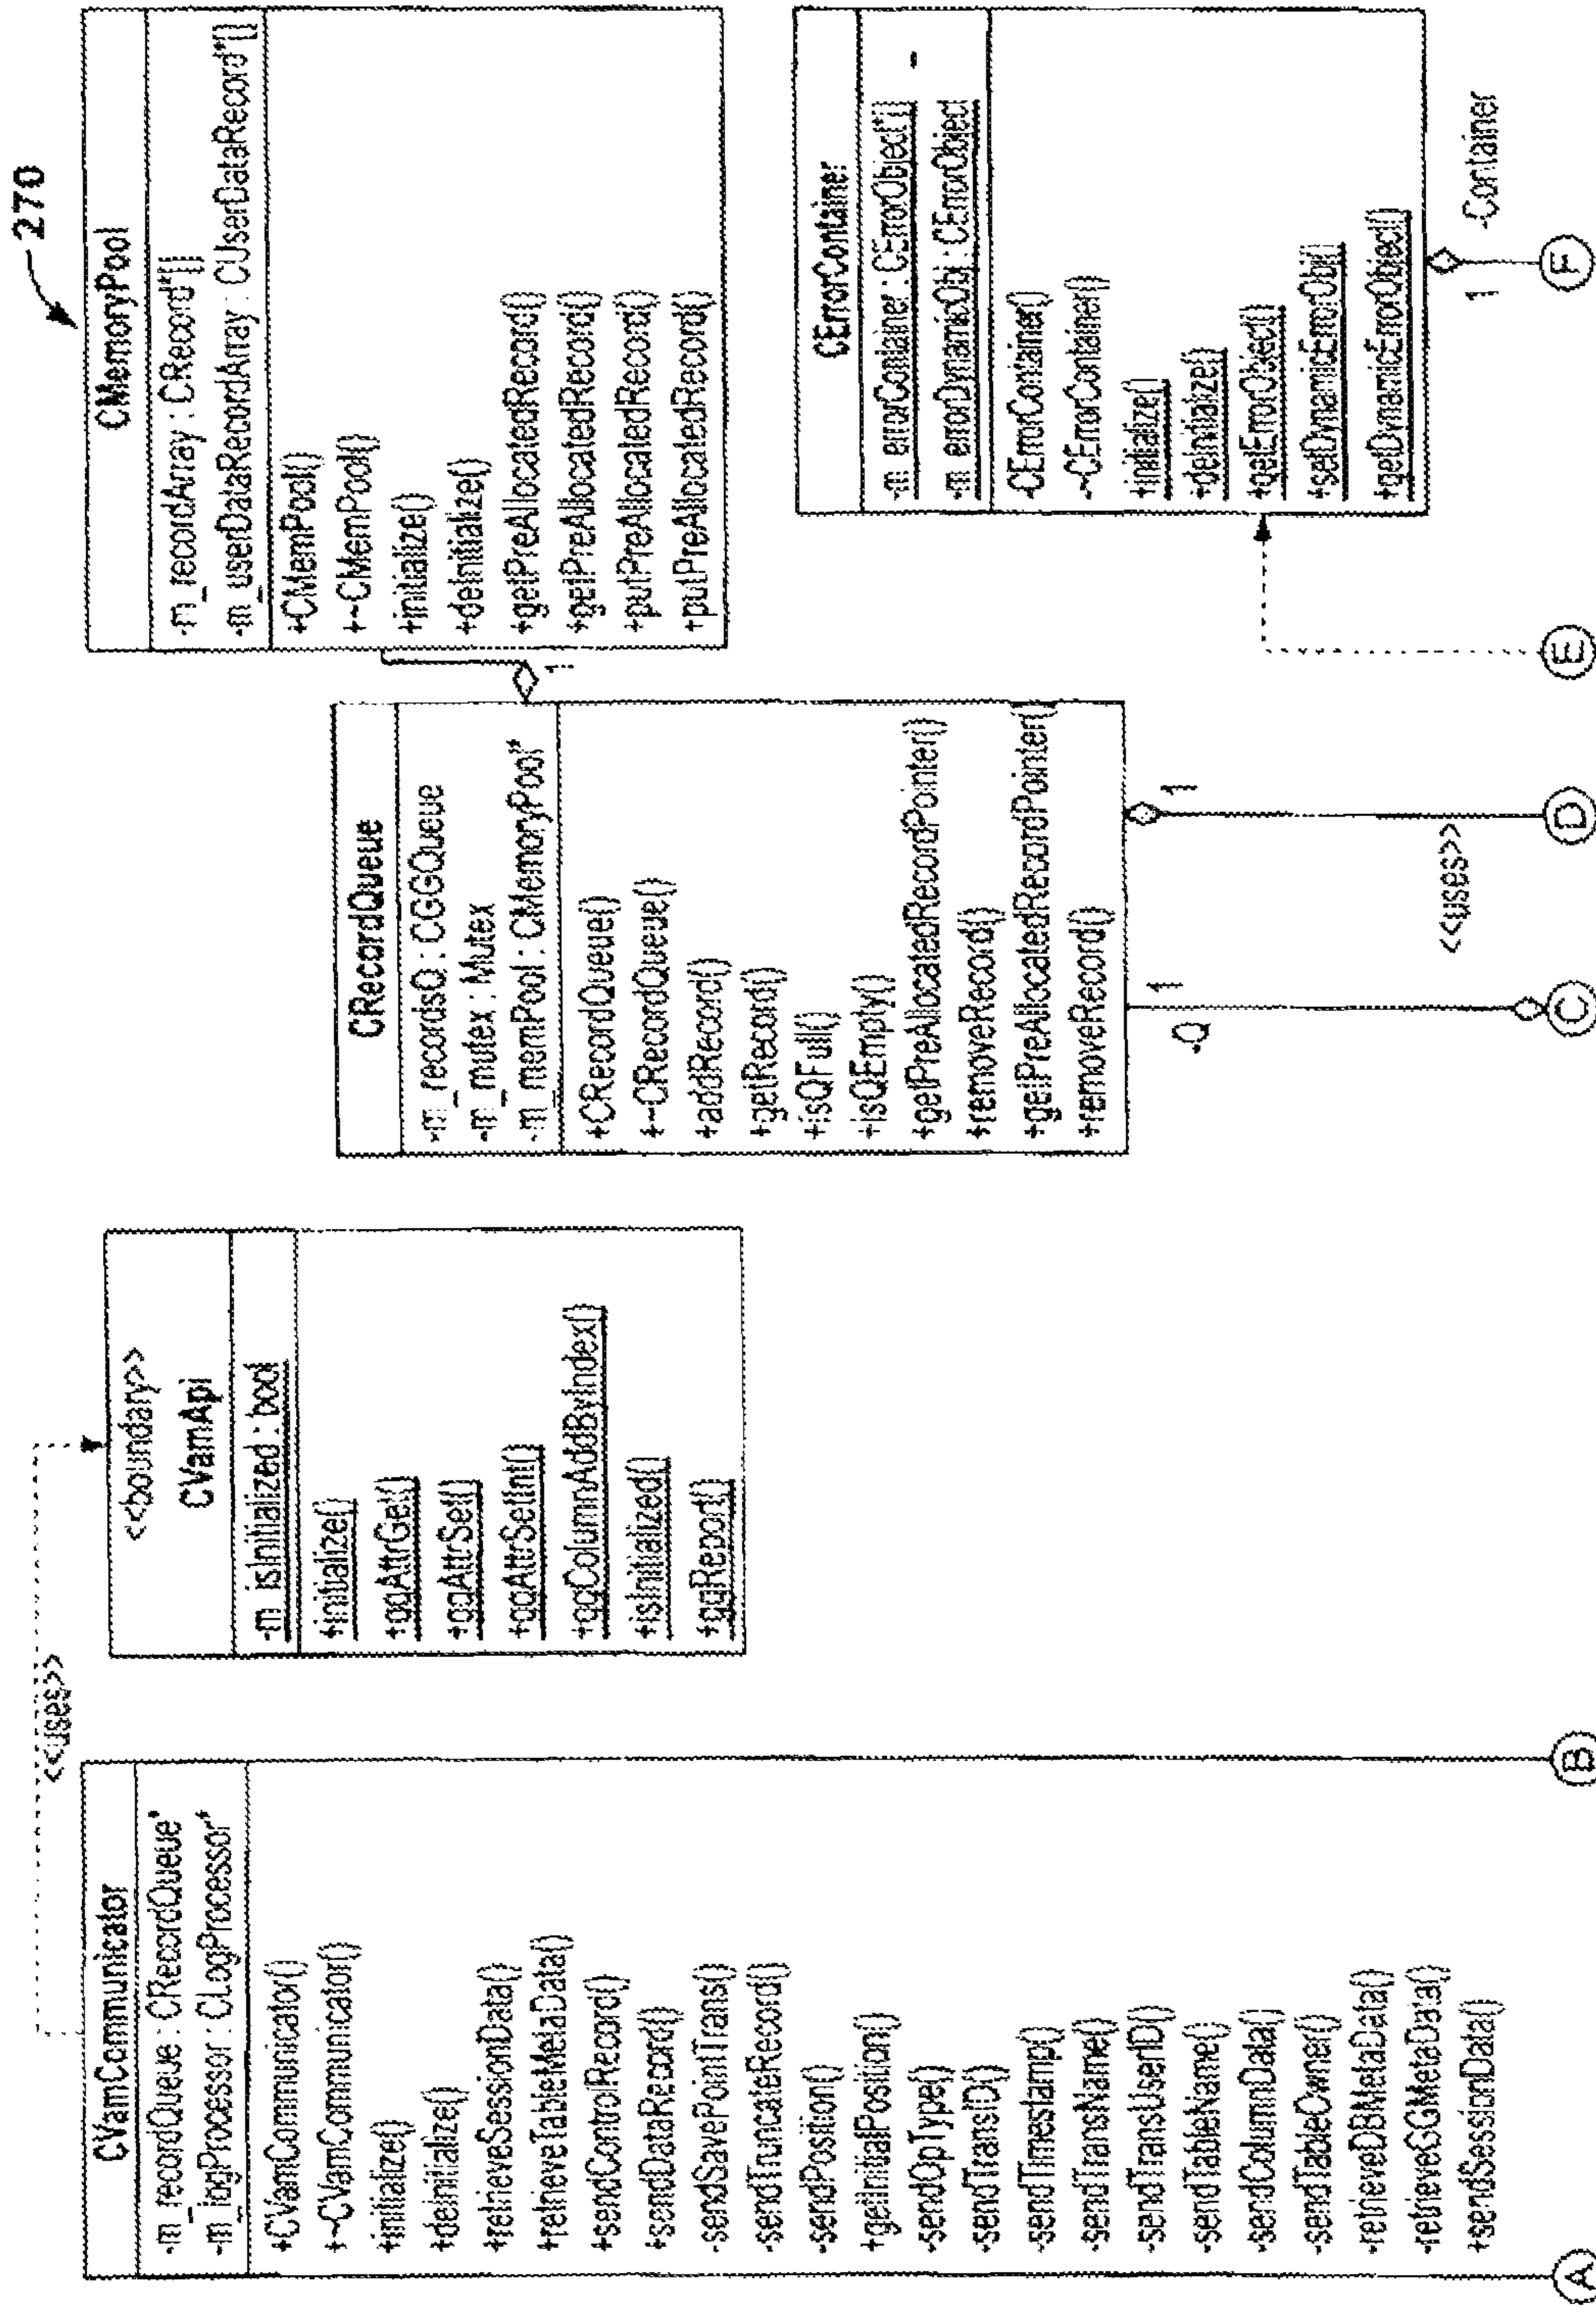 270
<<uses>>
CVamCommunicator
-m_recordQueue : CRecordQueue*
-m_logProcessor : CLogProcessor*
+CVamCommunicator()
+~CVamCommunicator()
+initialize()
+deinitialize()
+retrieveSessionData()
+retrieveTableMetaData()
+sendControlRecord()
+sendDataRecord()
-sendSavePointTrans()
-sendTruncateRecord()
-sendPosition()
+getInitialPosition()
-sendOpType()
-sendTransID()
-sendTimestamp()
-sendTransName()
-sendTransUserID()
-sendTableName()
-sendColumnData()
-sendTableOwner()
-retrieveDBMetaData()
-retrieveGGMetaData()
+sendSessionData()
A
B
<<boundary>>
CVamApi
-m_isInitialized : bool
+initialize()
+ggAttrGet()
+ggAttrSet()
+ggAttrSetInt()
+ggColumnAddByIndex()
+isInitialized()
+ggReport()
CRecordQueue
-m_recordsQ : CGGQueue
-m_mutex : Mutex
-m_memPool : CMemoryPool*
+CRecordQueue()
+~CRecordQueue()
+addRecord()
+getRecord()
+isQFull()
+isQEmpty()
+getPreAllocatedRecordPointer()
+removeRecord()
+getPreAllocatedRecordPointer()
+removeRecord()
-Q
1
1
<<uses>>
C
D
CMemoryPool
-m_recordArray : CRecord*[]
-m_userDataRecordArray : CUserDataRecord*[]
+CMemPool()
+~CMemPool()
+initialize()
+deInitialize()
+getPreAllocatedRecord()
+getPreAllocatedRecord()
+putPreAllocatedRecord()
+putPreAllocatedRecord()
1
CErrorContainer
-m_errorContainer : CErrorObject*[]
-m_errorDynamicObj : CErrorObject
-CErrorContainer()
-~CErrorContainer()
+initialize()
+deInitialize()
+getErrorObject()
+setDynamicErrorObj()
+getDynamicErrorObject()
1
-Container
E
F